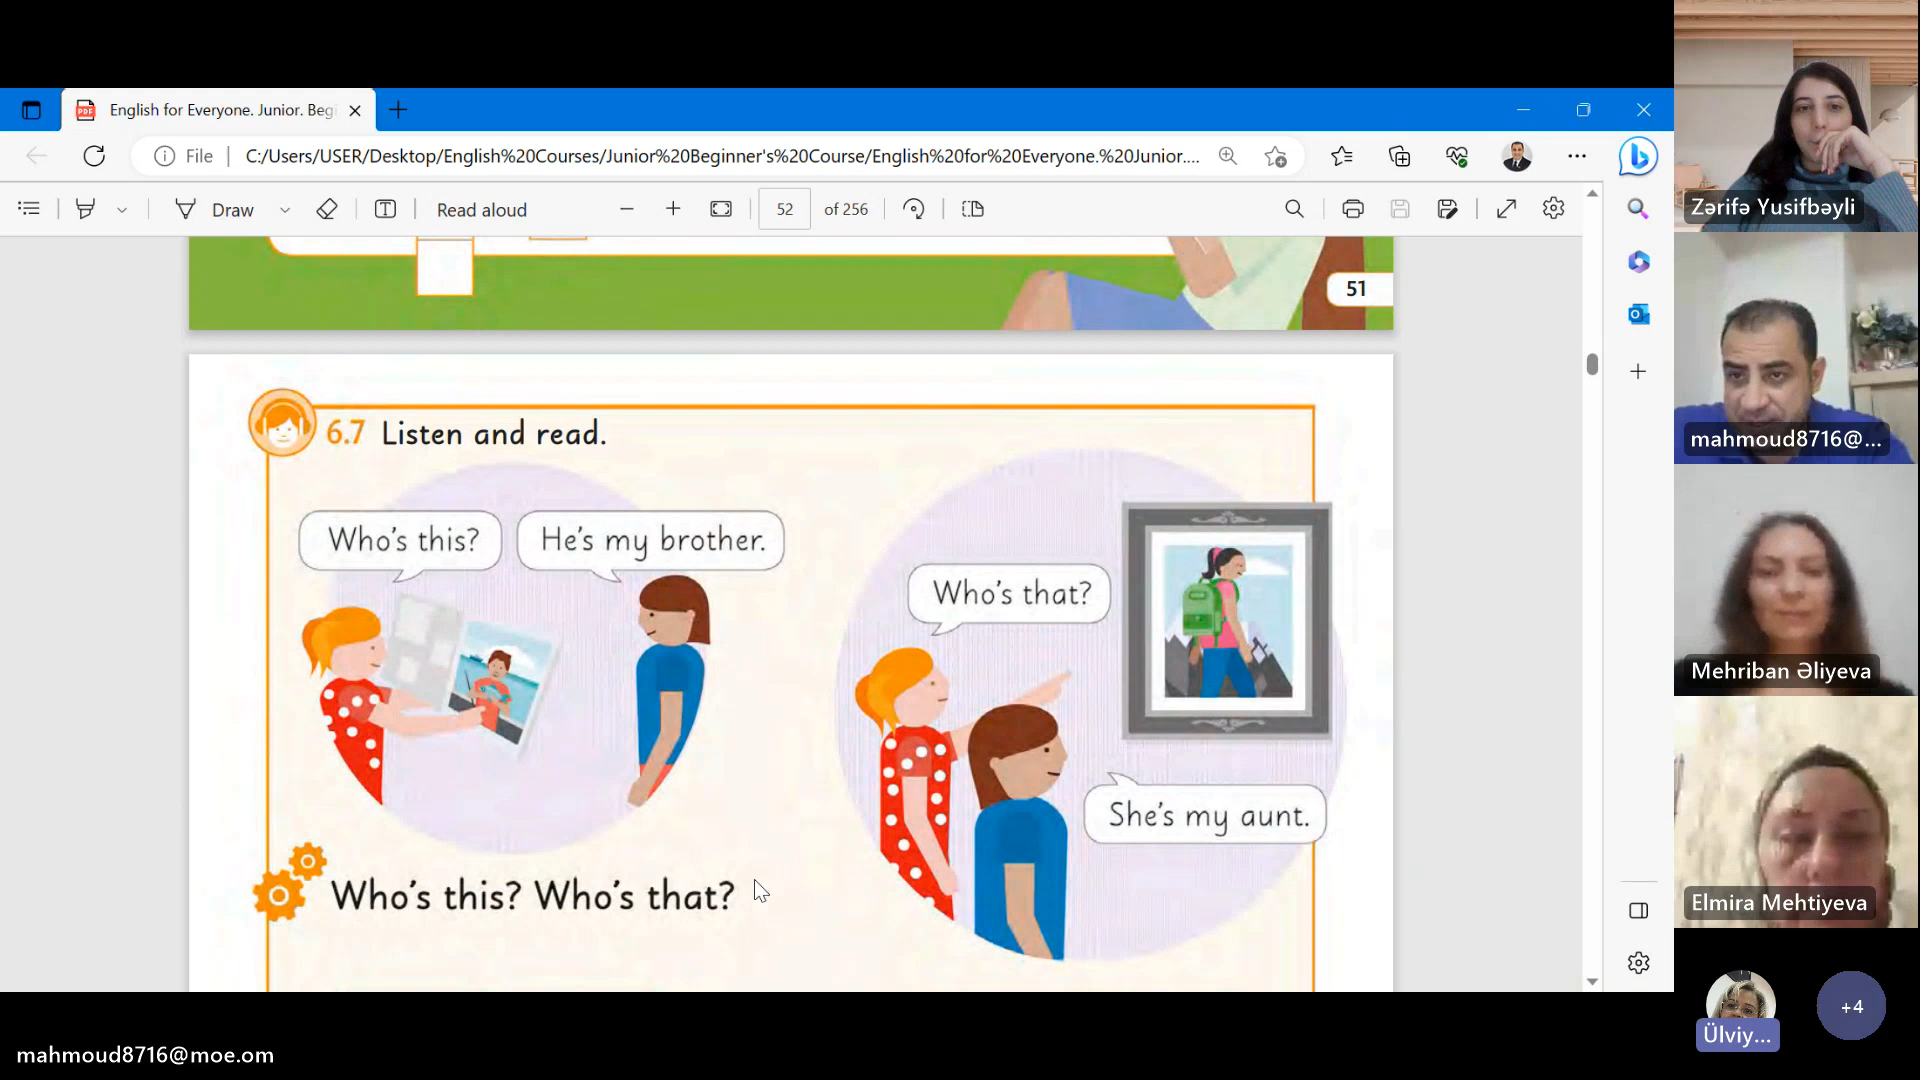 English for Everyone. Junior. Beg
File
C:/Users/USER/Desktop/English%20Courses/Junior%20Beginner's%20Course/English%20for%20Everyone.%20Junior....
Draw
Read aloud
52
of 256
51
6.7 Listen and read.
Who's this?
He's my brother.
Who's that?
She's my aunt.
Who's this? Who's that?
Zərifə Yusifbəyli
mahmoud8716@...
Mehriban Əliyeva
Elmira Mehtiyeva
Ülviy...
+4
mahmoud8716@moe.om